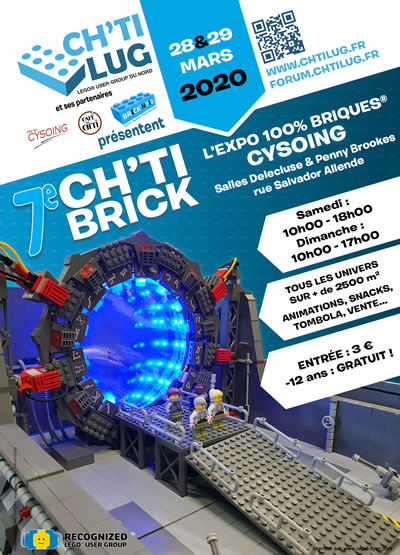 CH'TI
LUG
LEGO® USER GROUP DU NORD
et ses partenaires
CYSOING
CAFÉ
présentent
28&29
MARS
2020
WWW.CHTILUG.FR
FORUM.CHTILUG.FR
L'EXPO 100% BRIQUES®
CYSOING
Salles Delecluse & Penny Brookes
rue Salvador Allende
7e CH'TI
BRICK
Samedi :
10h00 - 18h00
Dimanche :
10h00 - 17h00
TOUS LES UNIVERS
SUR + de 2500 m²
ANIMATIONS, SNACKS,
TOMBOLA, VENTE...
ENTRÉE : 3 €
-12 ans : GRATUIT !
RECOGNIZED
LEGO® USER GROUP